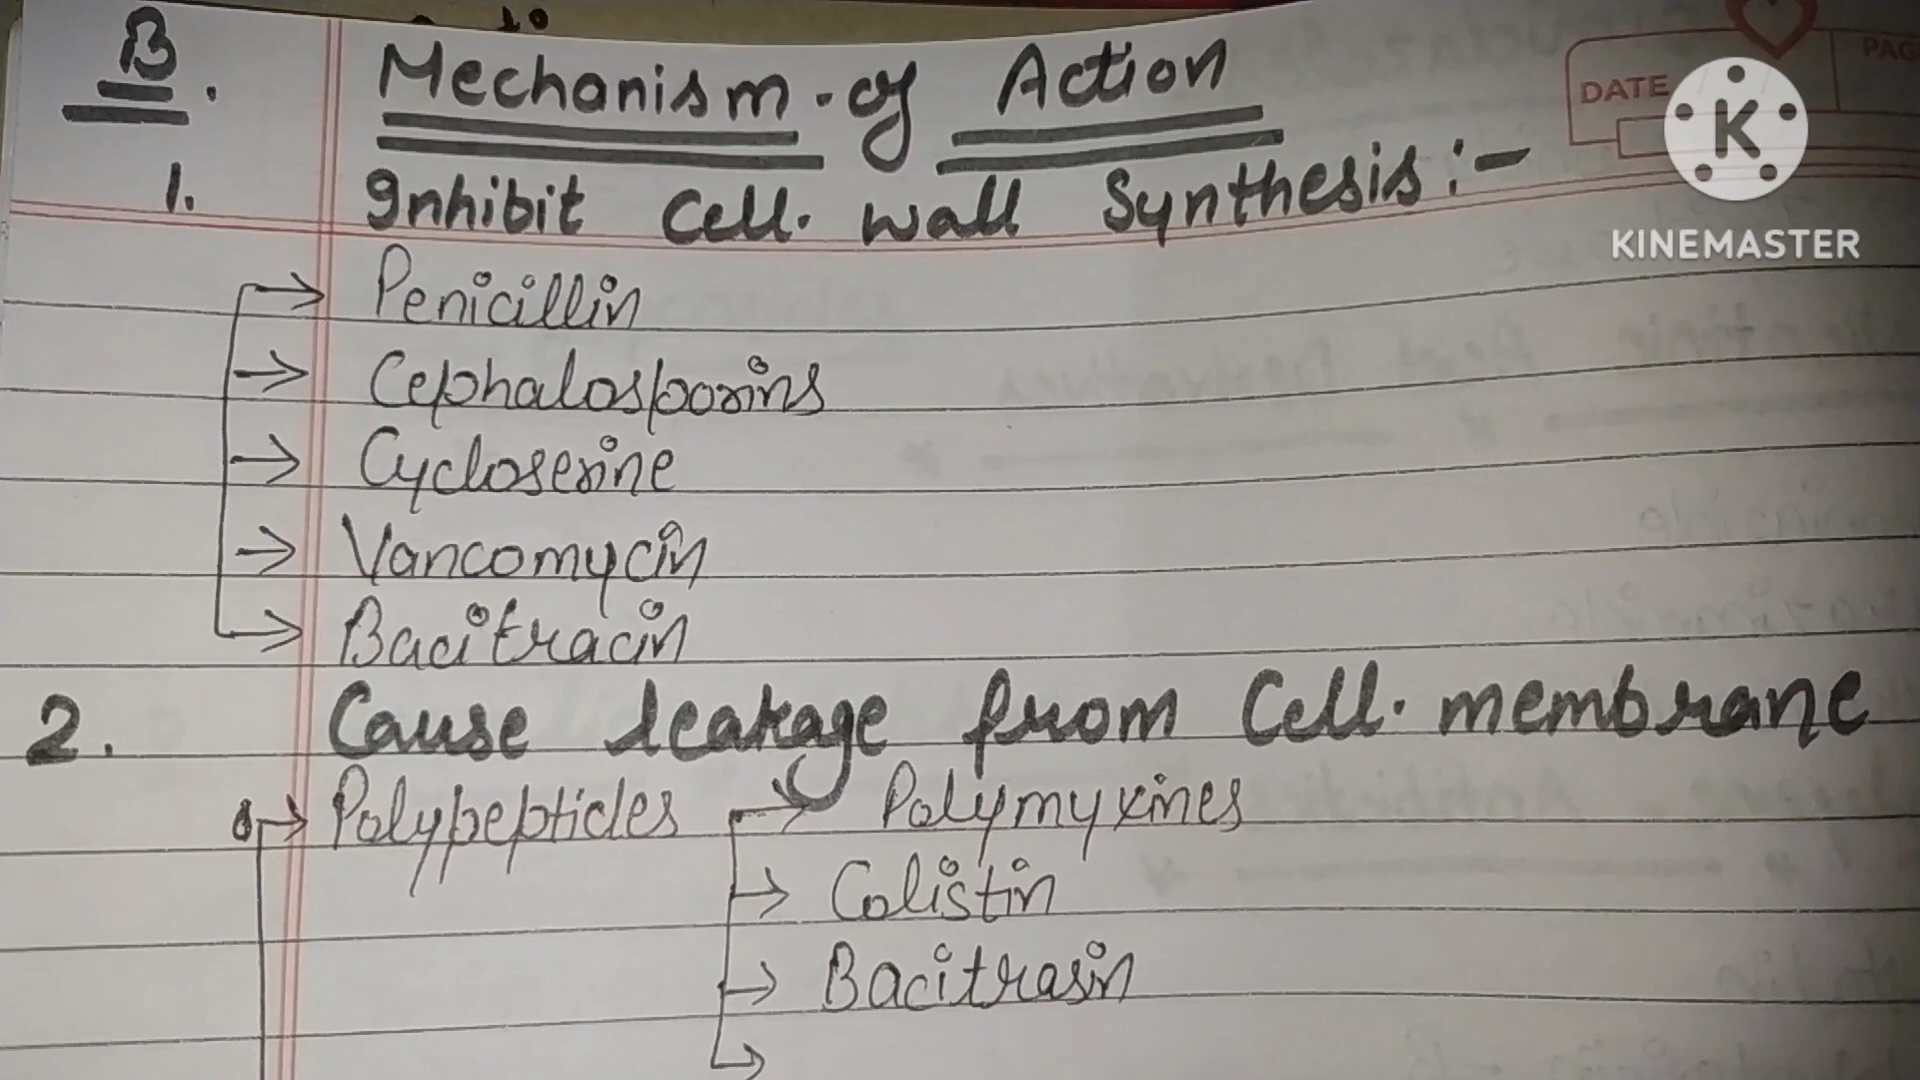 B.
Mechanism of Action
DATE
PAG
1. Inhibit Cell wall Synthesis:-
KINEMASTER
→ Penicillin
→ Cephalosporins
→ Cycloserine
→ Vancomycin
→ Bacitracin
2. Cause leakage from Cell membrane
→ Polypeptides → Polymyxines
→ Colistin
→ Bacitrasin